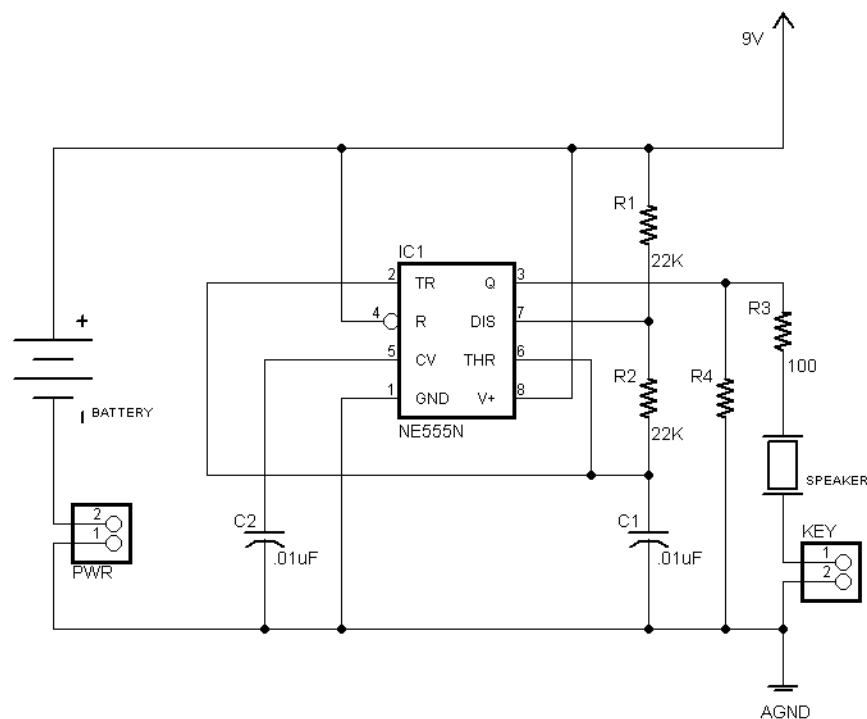 9V
R1
22K
IC1
2 TR Q 3
4 R DIS 7
5 CV THR 6
1 GND V+ 8
NE555N
R3
100
R2
22K
R4
+
BATTERY
SPEAKER
C2
.01uF
C1
.01uF
KEY
1
2
2
1
PWR
AGND